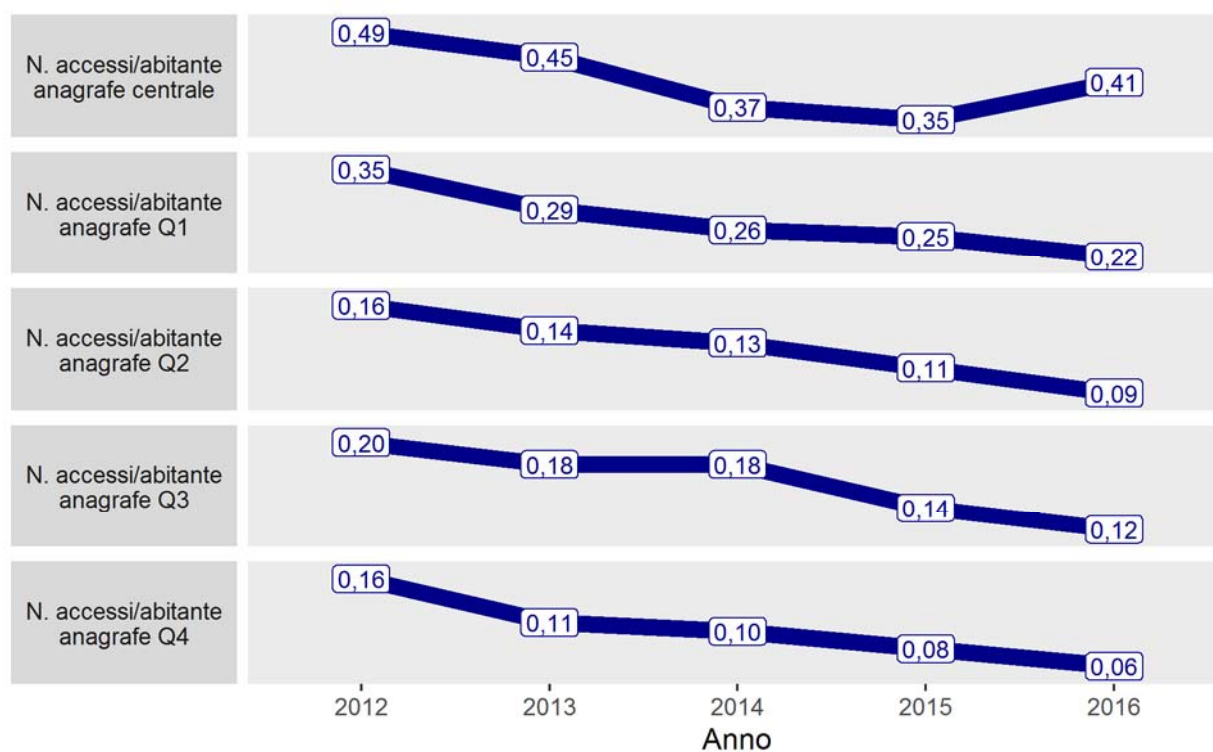 N. accessi/abitante
anagrafe centrale
0,49
0,45
0,37
0,35
0,41
N. accessi/abitante
anagrafe Q1
0,35
0,29
0,26
0,25
0,22
N. accessi/abitante
anagrafe Q2
0,16
0,14
0,13
0,11
0,09
N. accessi/abitante
anagrafe Q3
0,20
0,18
0,18
0,14
0,12
N. accessi/abitante
anagrafe Q4
0,16
0,11
0,10
0,08
0,06
2012 2013 2014 2015 2016
Anno